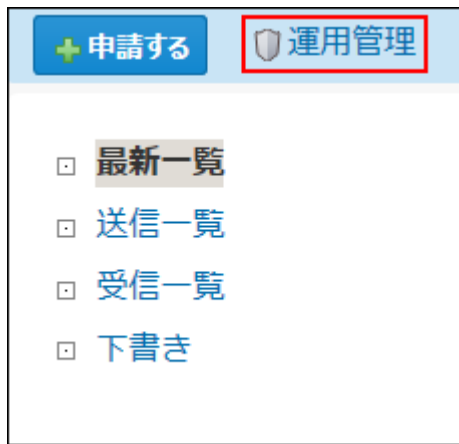 申請する 運用管理
最新一覧
送信一覧
受信一覧
下書き